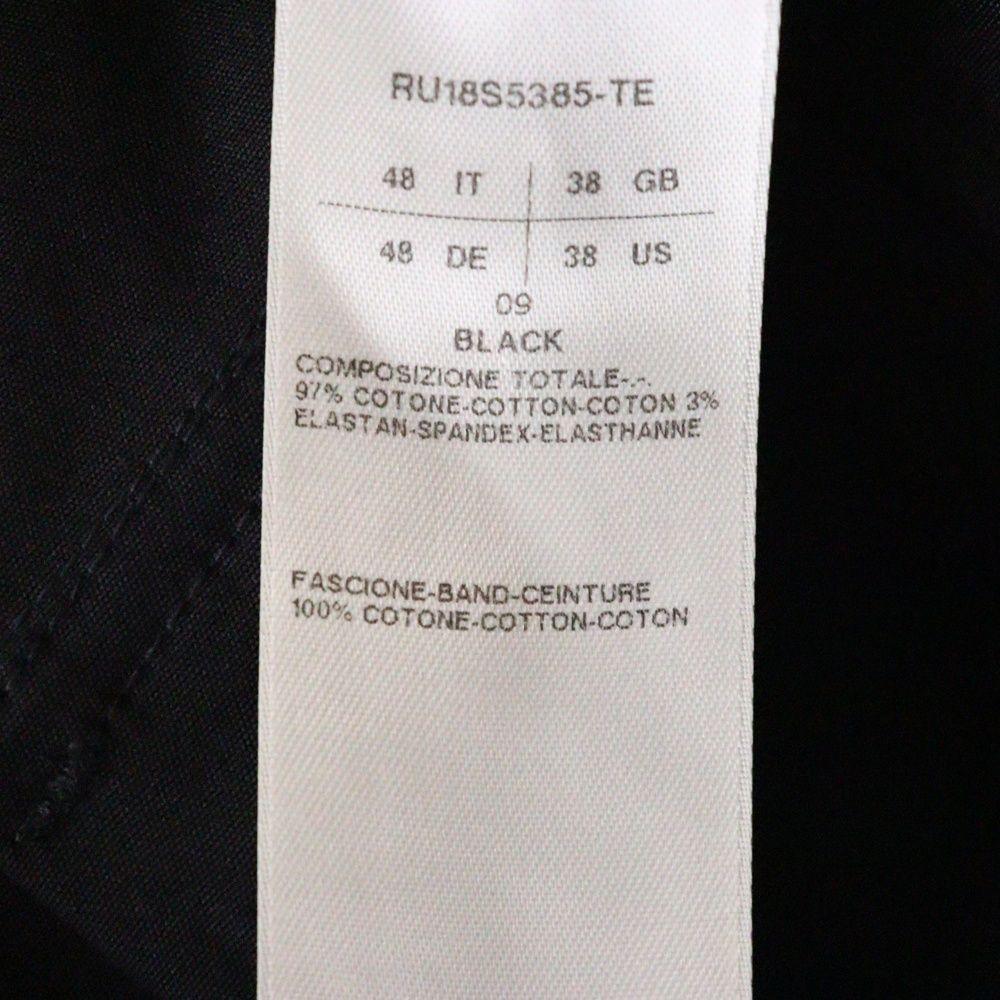 RU18S5385-TE
48 IT 38 GB
48 DE 38 US
09
BLACK
COMPOSIZIONE TOTALE-.-.
97% COTONE-COTTON-COTON 3%
ELASTAN-SPANDEX-ELASTHANNE
FASCIONE-BAND-CEINTURE
100% COTONE-COTTON-COTON